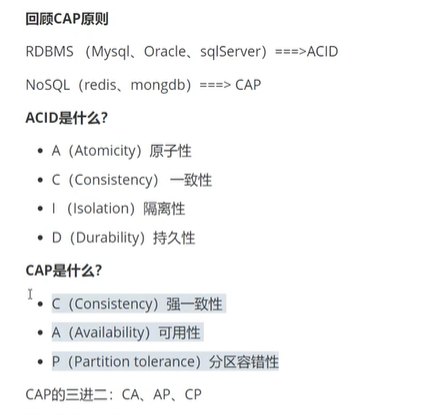 回顾CAP原则
RDBMS （Mysql、Oracle、sqlServer）===>ACID
NoSQL（redis、mongdb）===> CAP
ACID是什么?
A（Atomicity）原子性
C（Consistency） 一致性
I （Isolation）隔离性
D（Durability）持久性
CAP是什么?
C（Consistency）强一致性
A（Availability）可用性
P（Partition tolerance）分区容错性
CAP的三进二：CA、AP、CP